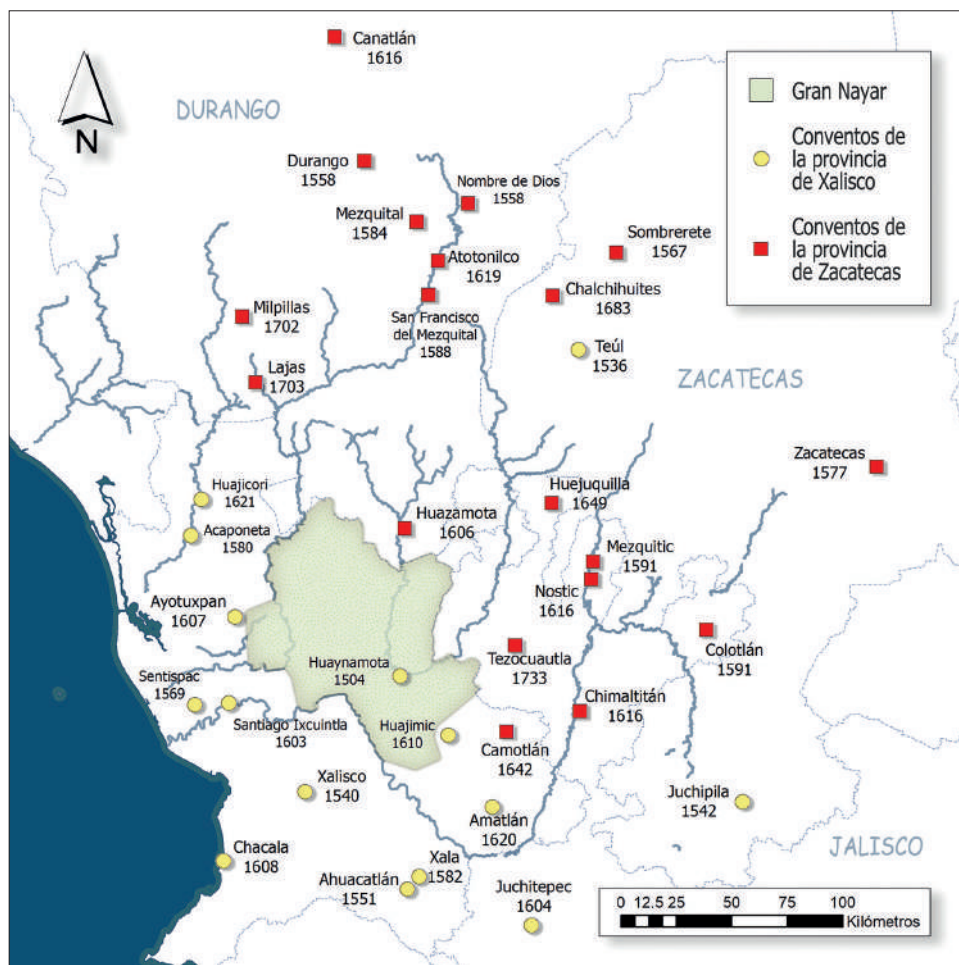 Canatlán
1616
DURANGO
N
Gran Nayar
Conventos de
la provincia
de Xalisco
Conventos de
la provincia
de Zacatecas
Durango
1558
Nombre de Dios
1558
Mezquital
1584
Sombrerete
1567
Atotonilco
1619
Chalchihuites
1683
Milpillas
1702
San Francisco
del Mezquital
1588
Teúl
1536
Lajas
1703
ZACATECAS
Zacatecas
1577
Huajicori
1621
Huejuquilla
1649
Huazamota
1606
Acaponeta
1580
Mezquitic
1591
Nostic
1616
Ayotuxpan
1607
Colotlán
1591
Tezocuautla
1733
Huaynamota
1504
Sentispac
1569
Chimaltitán
1616
Santiago Ixcuintla
1603
Huajimic
1610
Camotlán
1642
Xalisco
1540
Juchipila
1542
Amatlán
1620
JALISCO
Chacala
1608
Xala
1582
Ahuacatlán
1551
Juchitepec
1604
0 12.5 25 50 75 100
Kilómetros